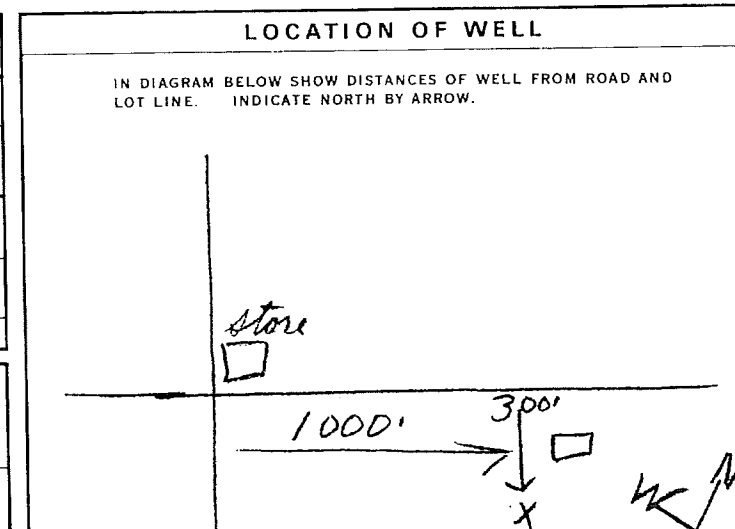 LOCATION OF WELL
IN DIAGRAM BELOW SHOW DISTANCES OF WELL FROM ROAD AND
LOT LINE. INDICATE NORTH BY ARROW.
store
300'
1000'
X